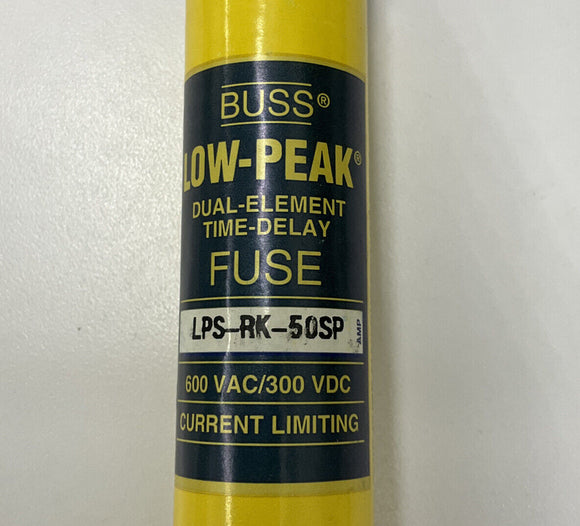 BUSS®
LOW-PEAK®
DUAL-ELEMENT
TIME-DELAY
FUSE
LPS-RK-50SP AMP
600 VAC/300 VDC
CURRENT LIMITING